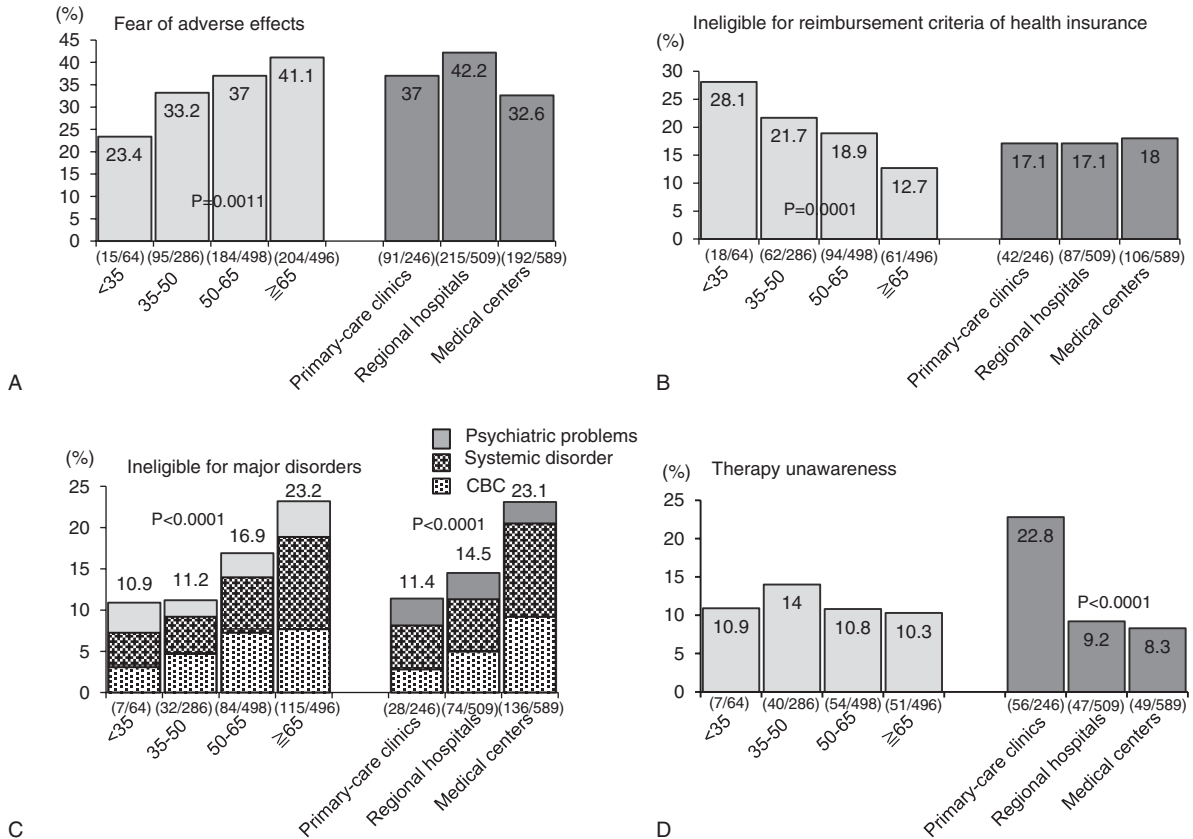 (%)
Fear of adverse effects
45
40
35
30
25
20
15
10
5
0
23.4
33.2
37
41.1
37
42.2
32.6
P=0.0011
(15/64) (95/286) (184/498) (204/496) (91/246) (215/509) (192/589)
<35
35-50
50-65
≧65
Primary-care clinics
Regional hospitals
Medical centers
A
Ineligible for reimbursement criteria of health insurance
(%)
30
25
20
15
10
5
0
28.1
21.7
18.9
12.7
17.1
17.1
18
P=0.0001
(18/64) (62/286) (94/498) (61/496) (42/246) (87/509) (106/589)
<35
35-50
50-65
≧65
Primary-care clinics
Regional hospitals
Medical centers
B
Psychiatric problems
Systemic disorder
CBC
(%)
Ineligible for major disorders
25
20
15
10
5
0
P<0.0001
10.9
11.2
16.9
23.2
P<0.0001
11.4
14.5
23.1
(7/64) (32/286) (84/498) (115/496) (28/246) (74/509) (136/589)
<35
35-50
50-65
≧65
Primary-care clinics
Regional hospitals
Medical centers
C
(%)
Therapy unawareness
25
20
15
10
5
0
10.9
14
10.8
10.3
22.8
P<0.0001
9.2
8.3
(7/64) (40/286) (54/498) (51/496) (56/246) (47/509) (49/589)
<35
35-50
50-65
≧65
Primary-care clinics
Regional hospitals
Medical centers
D